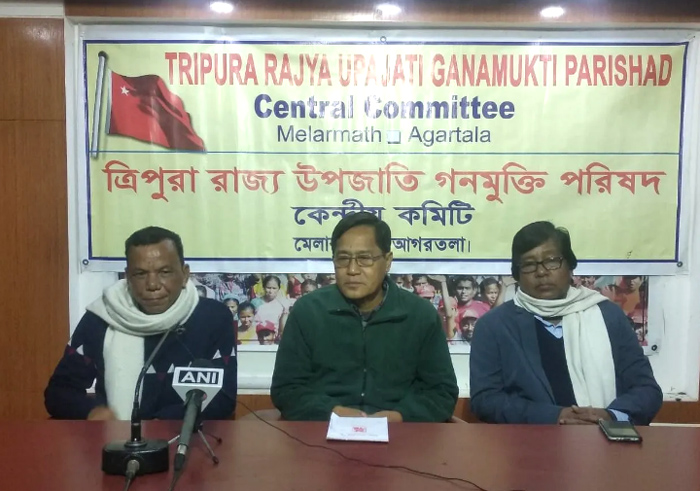 TRIPURA RAJYA UPAJATI GANAMUKTI PARISHAD
Central Committee
Melarmath Agartala
ত্রিপুরা রাজ্য উপজাতি গনমুক্তি পরিষদ
কেন্দ্রীয় কমিটি
আগরতলা।
ANI